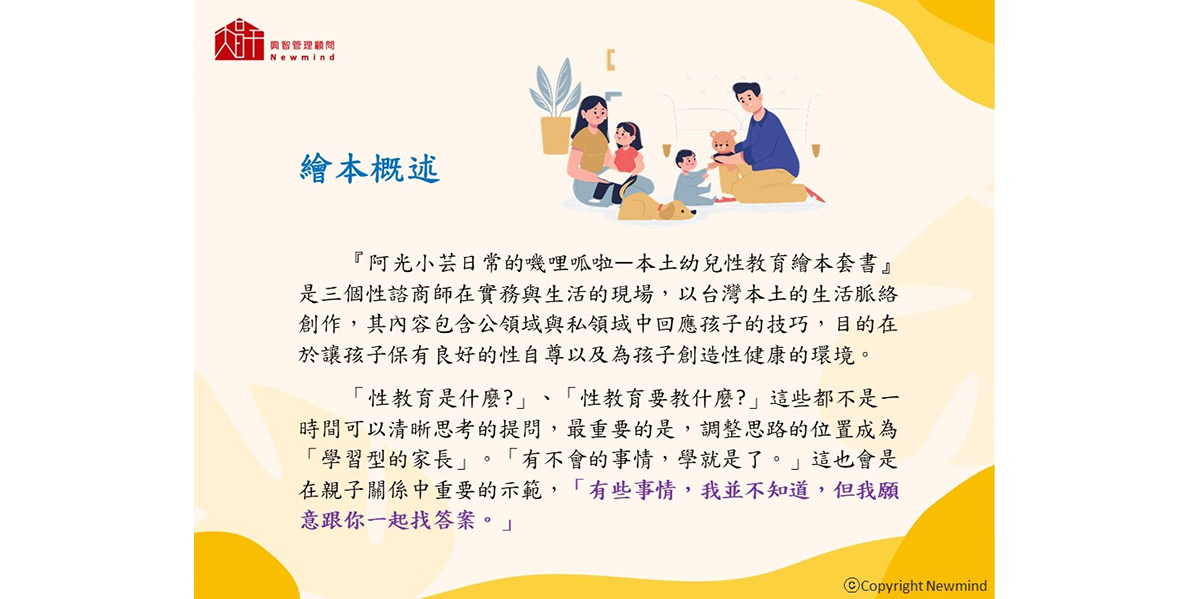 興智管理顧問
Newmind
繪本概述
『阿光小芸日常的嘰哩呱啦—本土幼兒性教育繪本套書』
是三個性諮商師在實務與生活的現場，以台灣本土的生活脈絡
創作，其內容包含公領域與私領域中回應孩子的技巧，目的在
於讓孩子保有良好的性自尊以及為孩子創造性健康的環境。
「性教育是什麼?」、「性教育要教什麼?」這些都不是一
時間可以清晰思考的提問，最重要的是，調整思路的位置成為
「學習型的家長」。「有不會的事情，學就是了。」這也會是
在親子關係中重要的示範，「有些事情，我並不知道，但我願
意跟你一起找答案。」
ⓒCopyright Newmind